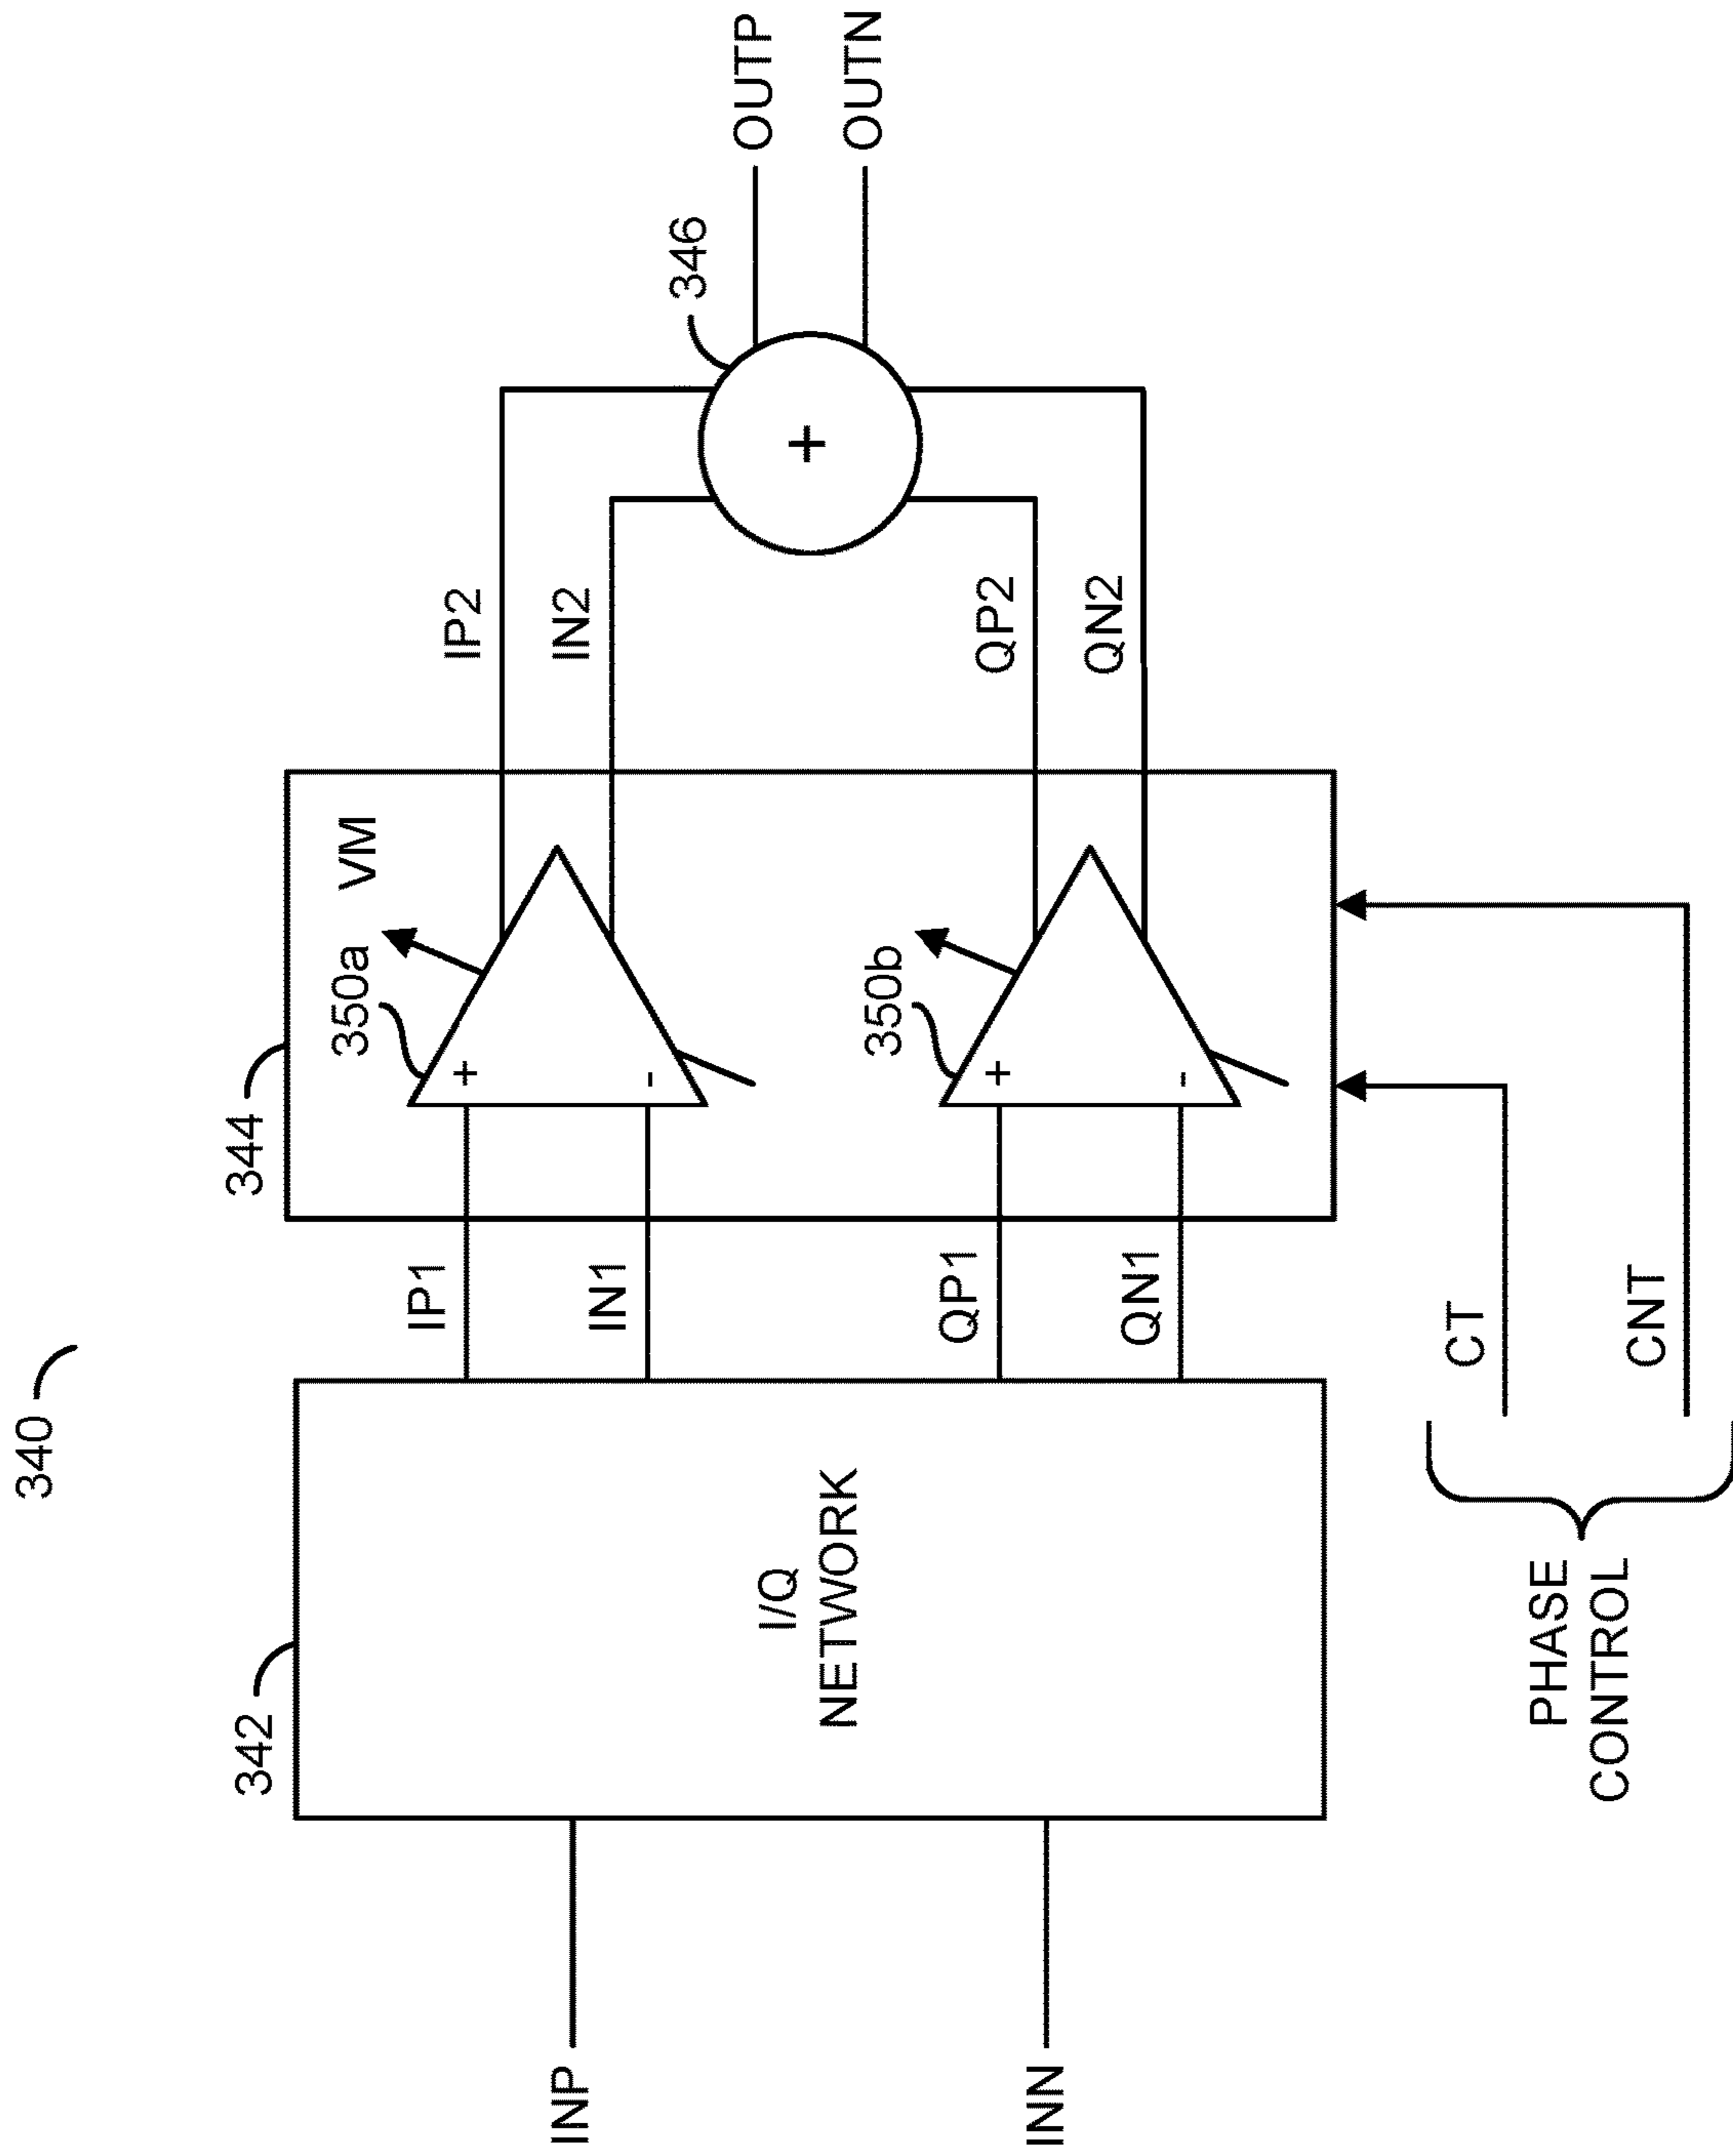 340
342
344
VM
350a
+
-
350b
+
-
346
+
INP
INN
I/Q
NETWORK
IP1
IN1
QP1
QN1
IP2
IN2
QP2
QN2
OUTP
OUTN
PHASE
CONTROL
CT
CNT